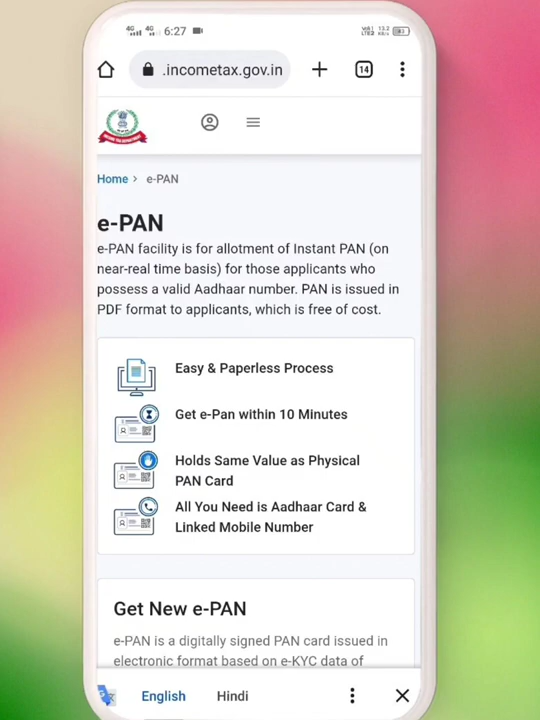 6:27
.incometax.gov.in
14
Home > e-PAN
e-PAN
e-PAN facility is for allotment of Instant PAN (on
near-real time basis) for those applicants who
possess a valid Aadhaar number. PAN is issued in
PDF format to applicants, which is free of cost.
Easy & Paperless Process
Get e-Pan within 10 Minutes
Holds Same Value as Physical
PAN Card
All You Need is Aadhaar Card &
Linked Mobile Number
Get New e-PAN
e-PAN is a digitally signed PAN card issued in
electronic format based on e-KYC data of
English Hindi